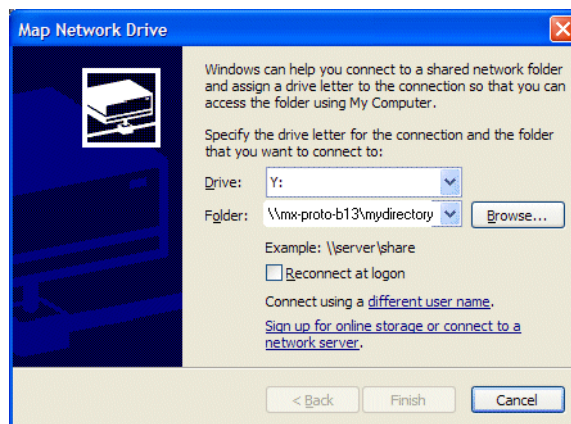 Map Network Drive
Windows can help you connect to a shared network folder
and assign a drive letter to the connection so that you can
access the folder using My Computer.
Specify the drive letter for the connection and the folder
that you want to connect to:
Drive: Y:
Folder: \\mx-proto-b13\mydirectory Browse...
Example: \\server\share
Reconnect at logon
Connect using a different user name.
Sign up for online storage or connect to a
network server.
< Back Finish Cancel